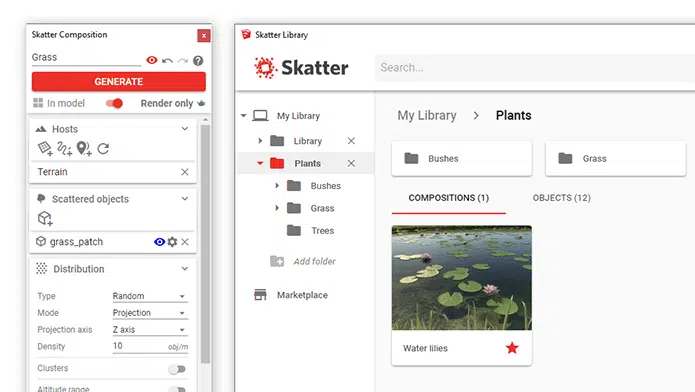 Skatter Composition
x
Grass
GENERATE
In model
Render only
Hosts
Terrain
Scattered objects
grass_patch
Distribution
Type Random
Mode Projection
Projection axis Z axis
Density 10 obj/m
Clusters
Altitude range
Skatter Library
Skatter
Search...
My Library
Library
Plants
Bushes
Grass
Trees
Add folder
Marketplace
My Library > Plants
Bushes
Grass
COMPOSITIONS (1)
OBJECTS (12)
Water lilies